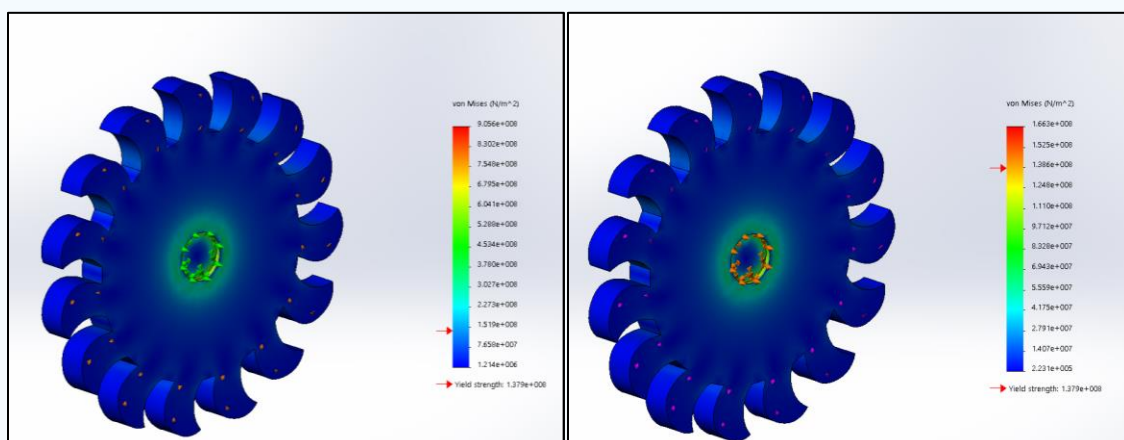 von Mises (N/m^2)
9.056e+008
8.302e+008
7.548e+008
6.795e+008
6.041e+008
5.288e+008
4.534e+008
3.780e+008
3.027e+008
2.273e+008
1.519e+008
7.658e+007
1.214e+006
Yield strength: 1.379e+008
von Mises (N/m^2)
1.663e+008
1.525e+008
1.386e+008
1.248e+008
1.110e+008
9.712e+007
8.328e+007
6.943e+007
5.559e+007
4.175e+007
2.791e+007
1.407e+007
2.231e+005
Yield strength: 1.379e+008